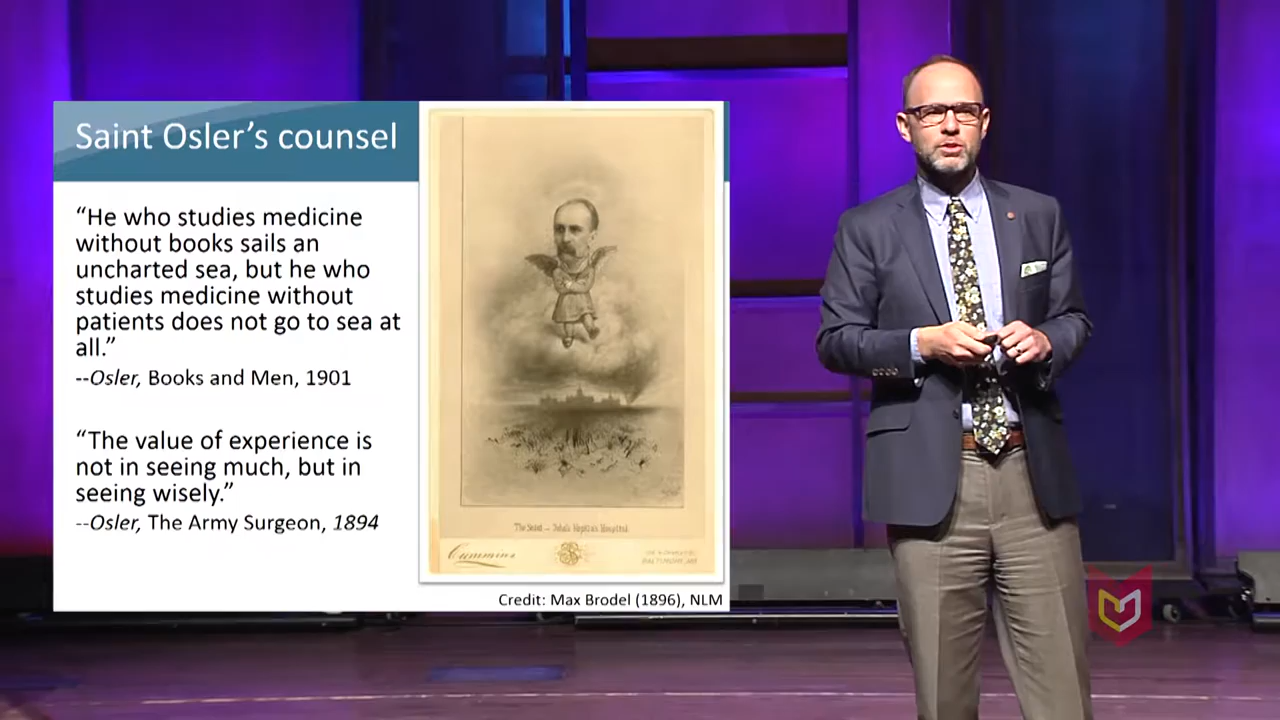 Saint Osler’s counsel
“He who studies medicine
without books sails an
uncharted sea, but he who
studies medicine without
patients does not go to sea at
all.”
--Osler, Books and Men, 1901
“The value of experience is
not in seeing much, but in
seeing wisely.”
--Osler, The Army Surgeon, 1894
The Saint – John's Hopkin's Hospital
Cummins
Credit: Max Brodel (1896), NLM